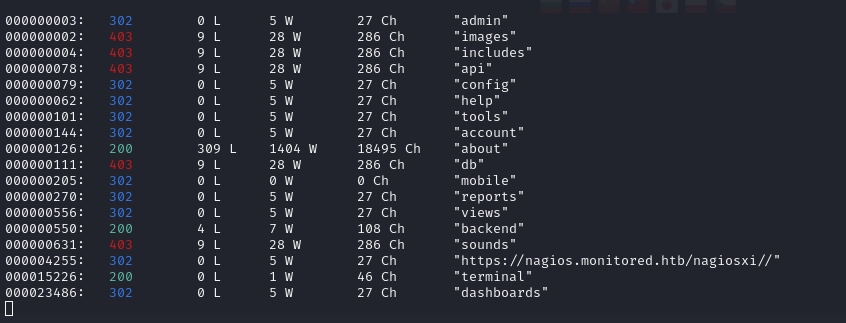 000000003: 302 0 L 5 W 27 Ch "admin"
000000002: 403 9 L 28 W 286 Ch "images"
000000004: 403 9 L 28 W 286 Ch "includes"
000000078: 403 9 L 28 W 286 Ch "api"
000000079: 302 0 L 5 W 27 Ch "config"
000000062: 302 0 L 5 W 27 Ch "help"
000000101: 302 0 L 5 W 27 Ch "tools"
000000144: 302 0 L 5 W 27 Ch "account"
000000126: 200 309 L 1404 W 18495 Ch "about"
000000111: 403 9 L 28 W 286 Ch "db"
000000205: 302 0 L 0 W 0 Ch "mobile"
000000270: 302 0 L 5 W 27 Ch "reports"
000000556: 302 0 L 5 W 27 Ch "views"
000000550: 200 4 L 7 W 108 Ch "backend"
000000631: 403 9 L 28 W 286 Ch "sounds"
000004255: 302 0 L 5 W 27 Ch "https://nagios.monitored.htb/nagiosxi//"
000015226: 200 0 L 1 W 46 Ch "terminal"
000023486: 302 0 L 5 W 27 Ch "dashboards"